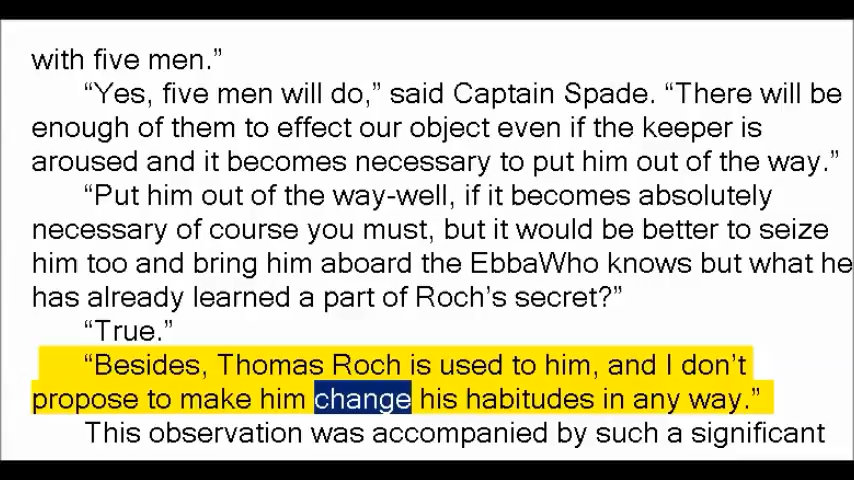 with five men.”
“Yes, five men will do,” said Captain Spade. “There will be
enough of them to effect our object even if the keeper is
aroused and it becomes necessary to put him out of the way.”
“Put him out of the way-well, if it becomes absolutely
necessary of course you must, but it would be better to seize
him too and bring him aboard the EbbaWho knows but what he
has already learned a part of Roch’s secret?”
“True.”
“Besides, Thomas Roch is used to him, and I don’t
propose to make him change his habitudes in any way.”
This observation was accompanied by such a significant